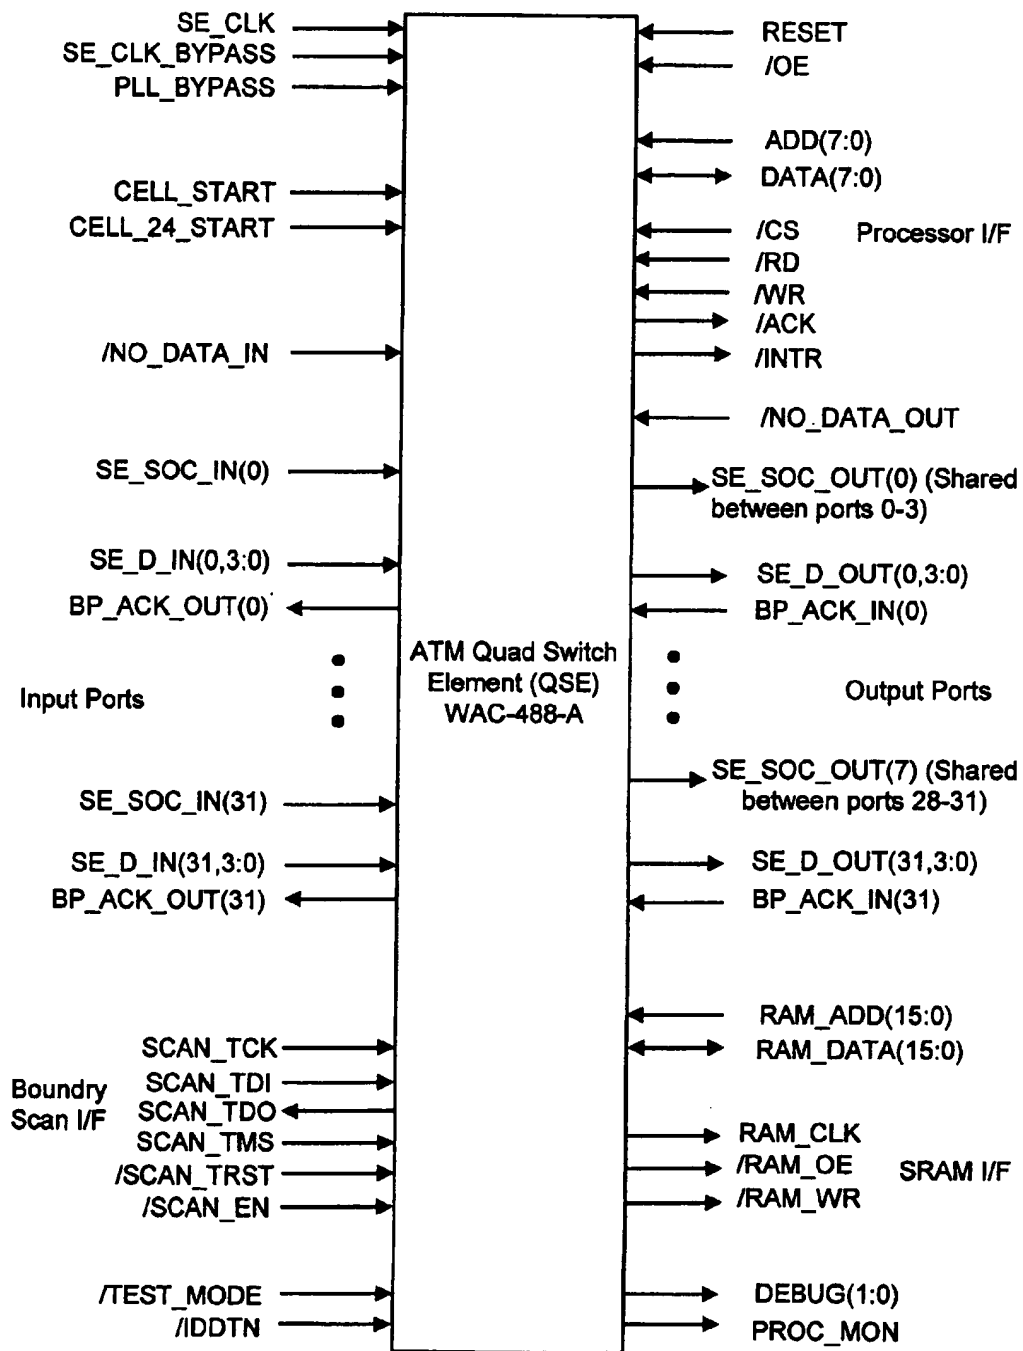 SE_CLK
SE_CLK_BYPASS
PLL_BYPASS
CELL_START
CELL_24_START
/NO_DATA_IN
SE_SOC_IN(0)
SE_D_IN(0,3:0)
BP_ACK_OUT(0)
Input Ports
SE_SOC_IN(31)
SE_D_IN(31,3:0)
BP_ACK_OUT(31)
Boundry
Scan I/F
SCAN_TCK
SCAN_TDI
SCAN_TDO
SCAN_TMS
/SCAN_TRST
/SCAN_EN
/TEST_MODE
/IDDTN
ATM Quad Switch
Element (QSE)
WAC-488-A
RESET
/OE
ADD(7:0)
DATA(7:0)
/CS
Processor I/F
/RD
/WR
/ACK
/INTR
/NO_DATA_OUT
SE_SOC_OUT(0) (Shared
between ports 0-3)
SE_D_OUT(0,3:0)
BP_ACK_IN(0)
Output Ports
SE_SOC_OUT(7) (Shared
between ports 28-31)
SE_D_OUT(31,3:0)
BP_ACK_IN(31)
RAM_ADD(15:0)
RAM_DATA(15:0)
RAM_CLK
/RAM_OE
SRAM I/F
/RAM_WR
DEBUG(1:0)
PROC_MON